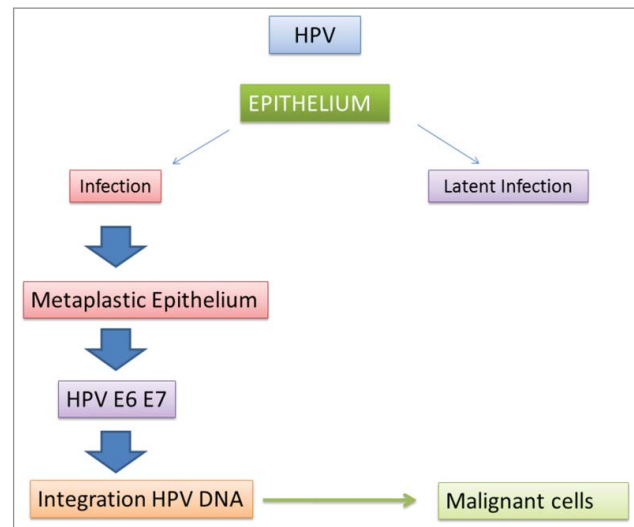 HPV
EPITHELIUM
Infection
Latent Infection
Metaplastic Epithelium
HPV E6 E7
Integration HPV DNA
Malignant cells